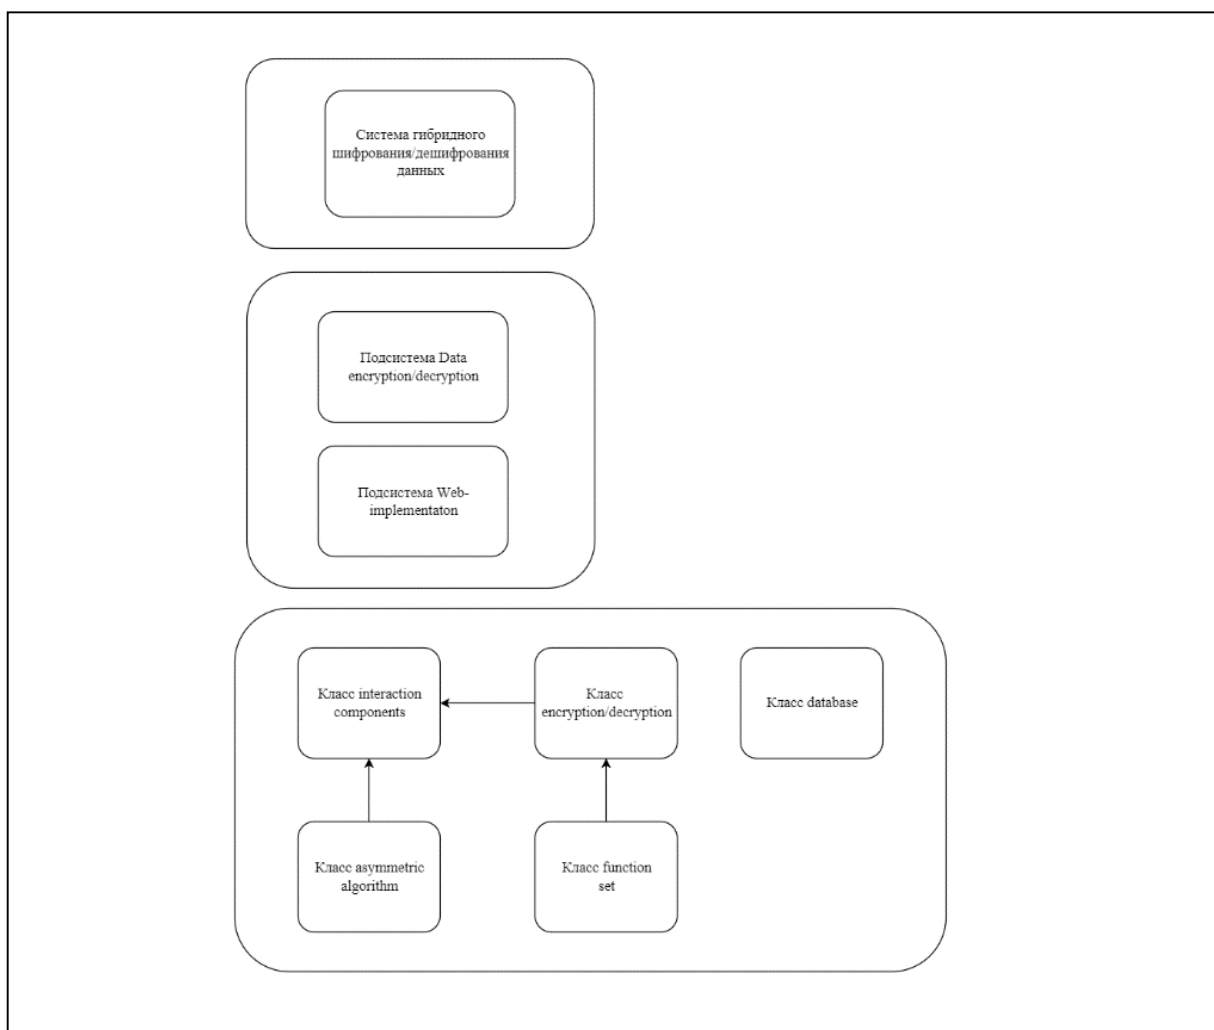 Система гибридного
шифрования/дешифрования
данных
Подсистема Data
encryption/decryption
Подсистема Web-
implementaton
Класс interaction
components
Класс
encryption/decryption
Класс database
Класс asymmetric
algorithm
Класс function
set